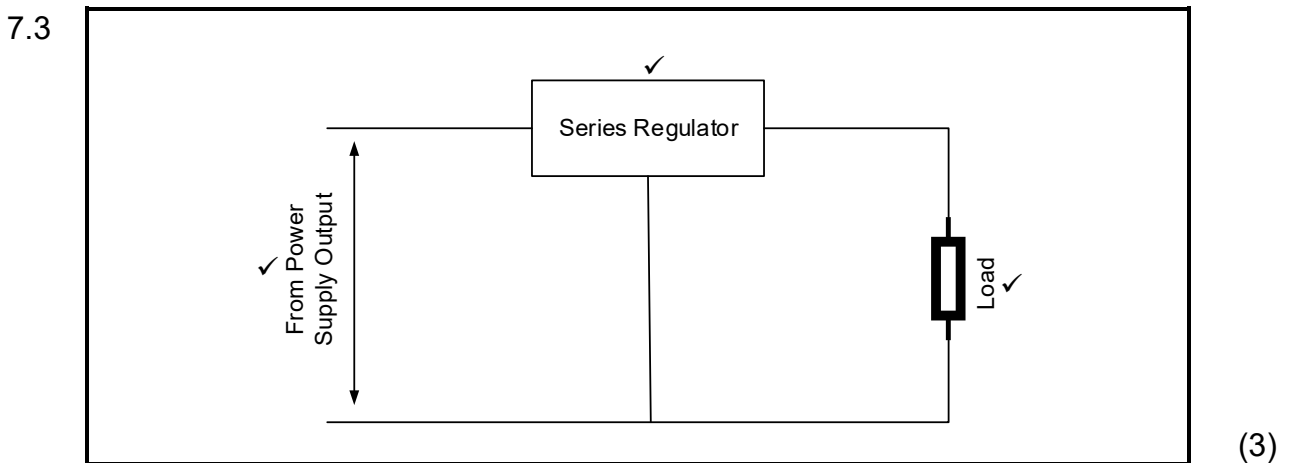 7.3
✓
Series Regulator
✓ From Power
Supply Output
Load ✓
(3)